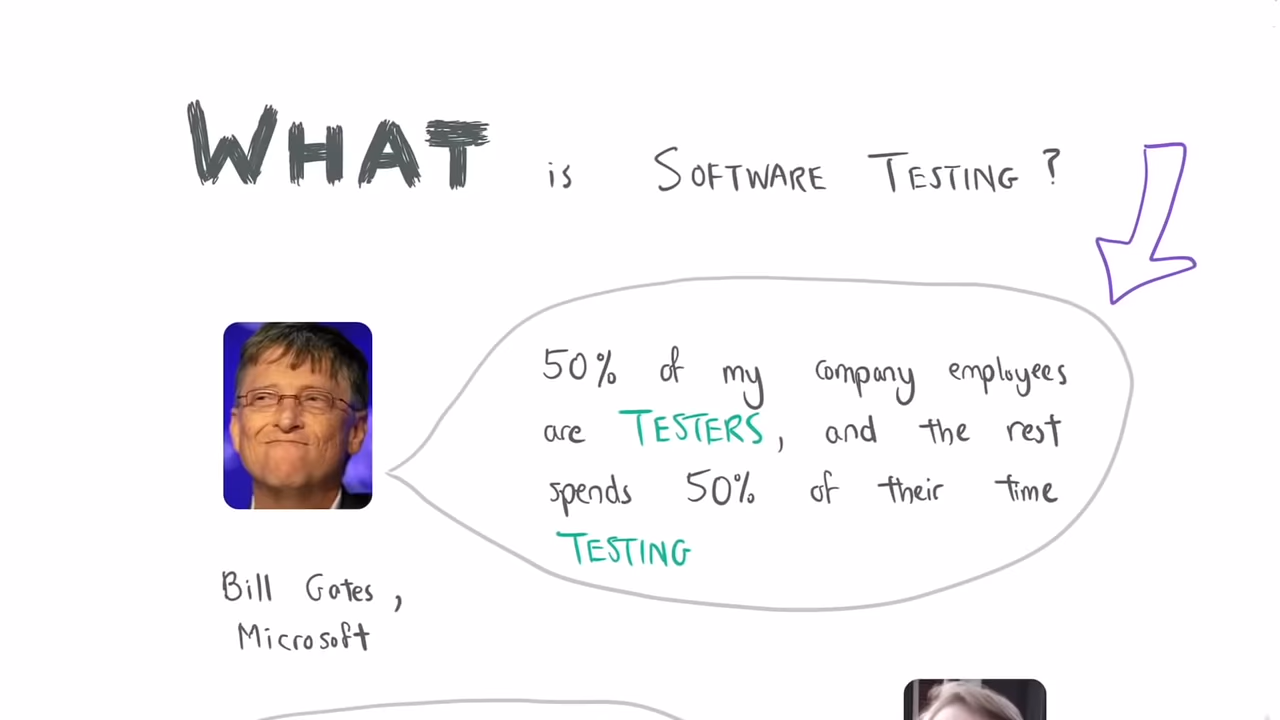 WHAT is SOFTWARE TESTING ?
50% of my company employees
are TESTERS, and the rest
spends 50% of their time
TESTING
Bill Gates,
Microsoft